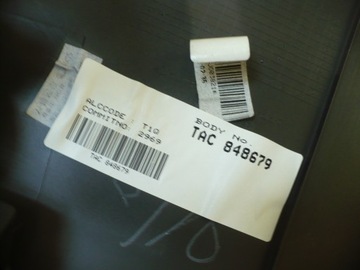 ALCCODE T10
COMMITNO 2969
BODY No
TAC 848679
TAC 848679